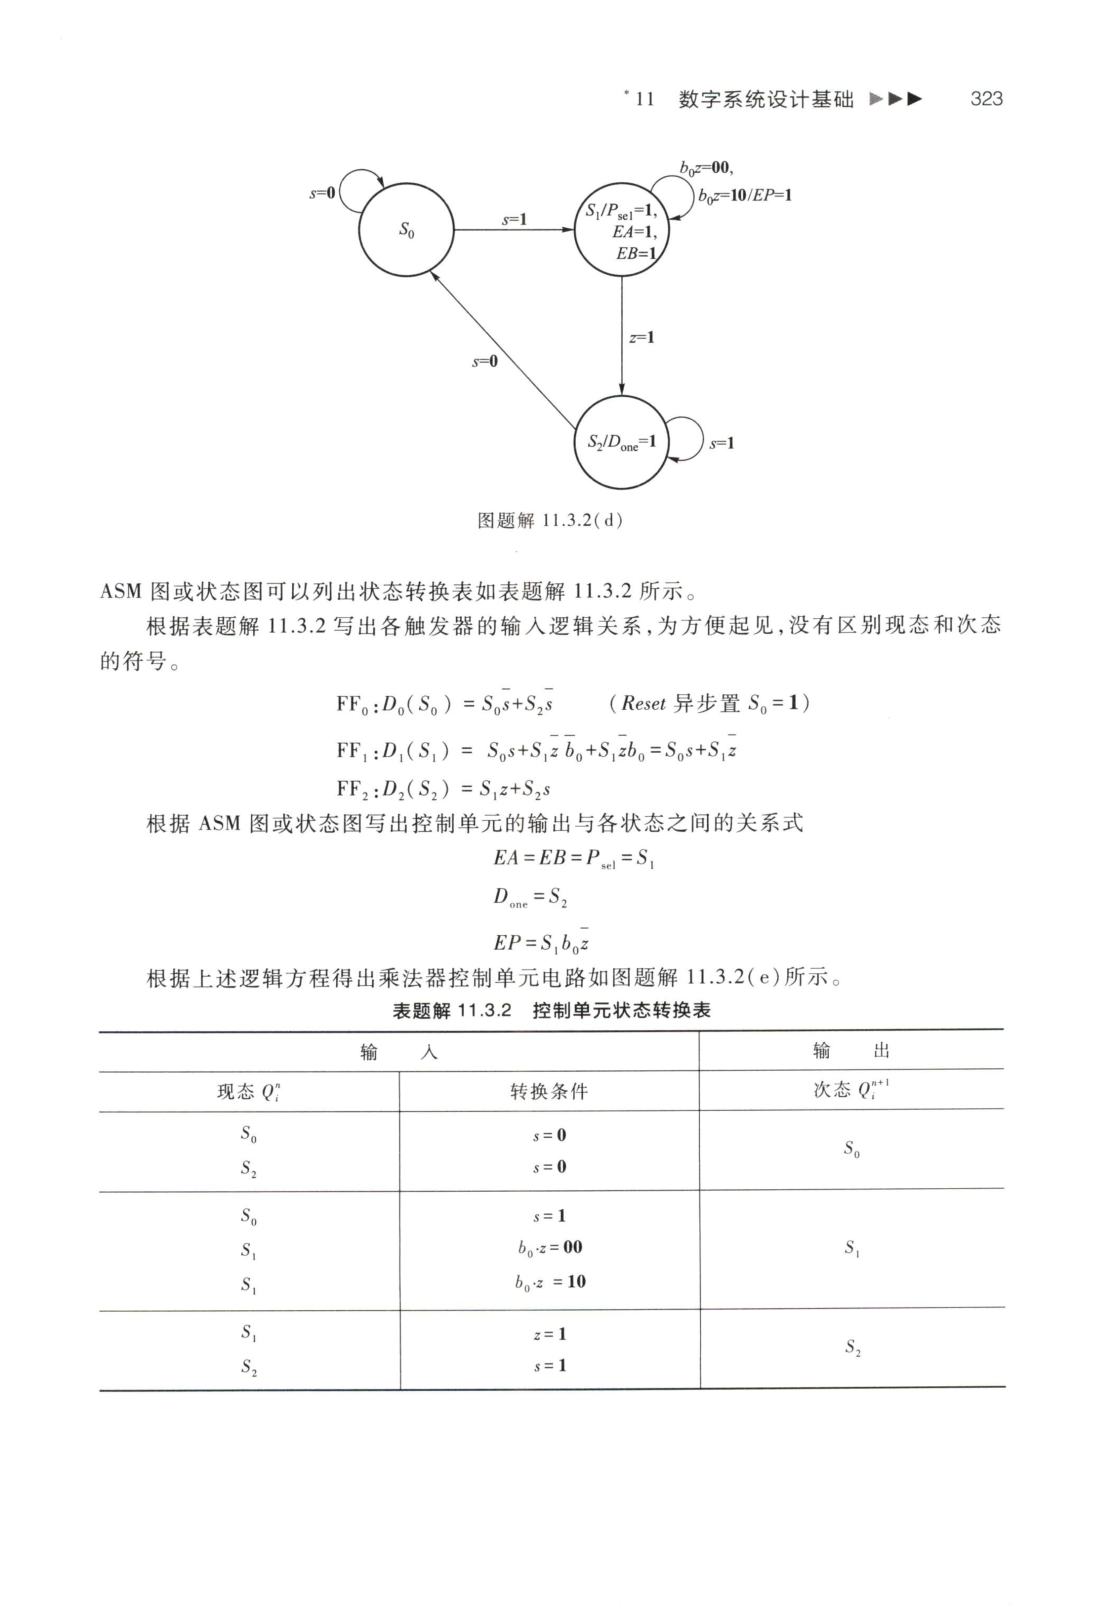 *11 数字系统设计基础 ▶▶▶ 323
b₀z=00,
s=0
b₀z=10/EP=1
S₁/P_sel=1,
s=1
S₀
EA=1,
EB=1
z=1
s=0
S₂/D_one=1
s=1
图题解 11.3.2(d)
ASM 图或状态图可以列出状态转换表如表题解 11.3.2 所示。
根据表题解 11.3.2 写出各触发器的输入逻辑关系,为方便起见,没有区别现态和次态
的符号。
FF₀:D₀(S₀) = S₀s̄+S₂s̄ (Reset 异步置 S₀=1)
FF₁:D₁(S₁) = S₀s+S₁z̄ b̄₀+S₁z̄b₀=S₀s+S₁z̄
FF₂:D₂(S₂) = S₁z+S₂s
根据 ASM 图或状态图写出控制单元的输出与各状态之间的关系式
EA=EB=P_sel=S₁
D_one=S₂
EP=S₁b₀z̄
根据上述逻辑方程得出乘法器控制单元电路如图题解 11.3.2(e)所示。
表题解 11.3.2 控制单元状态转换表
输 入 输 出
现态 Qᵢⁿ 转换条件 次态 Qᵢⁿ⁺¹
S₀ s=0
S₀
S₂ s=0
S₀ s=1
S₁ b₀·z=00 S₁
S₁ b₀·z =10
S₁ z=1
S₂
S₂ s=1